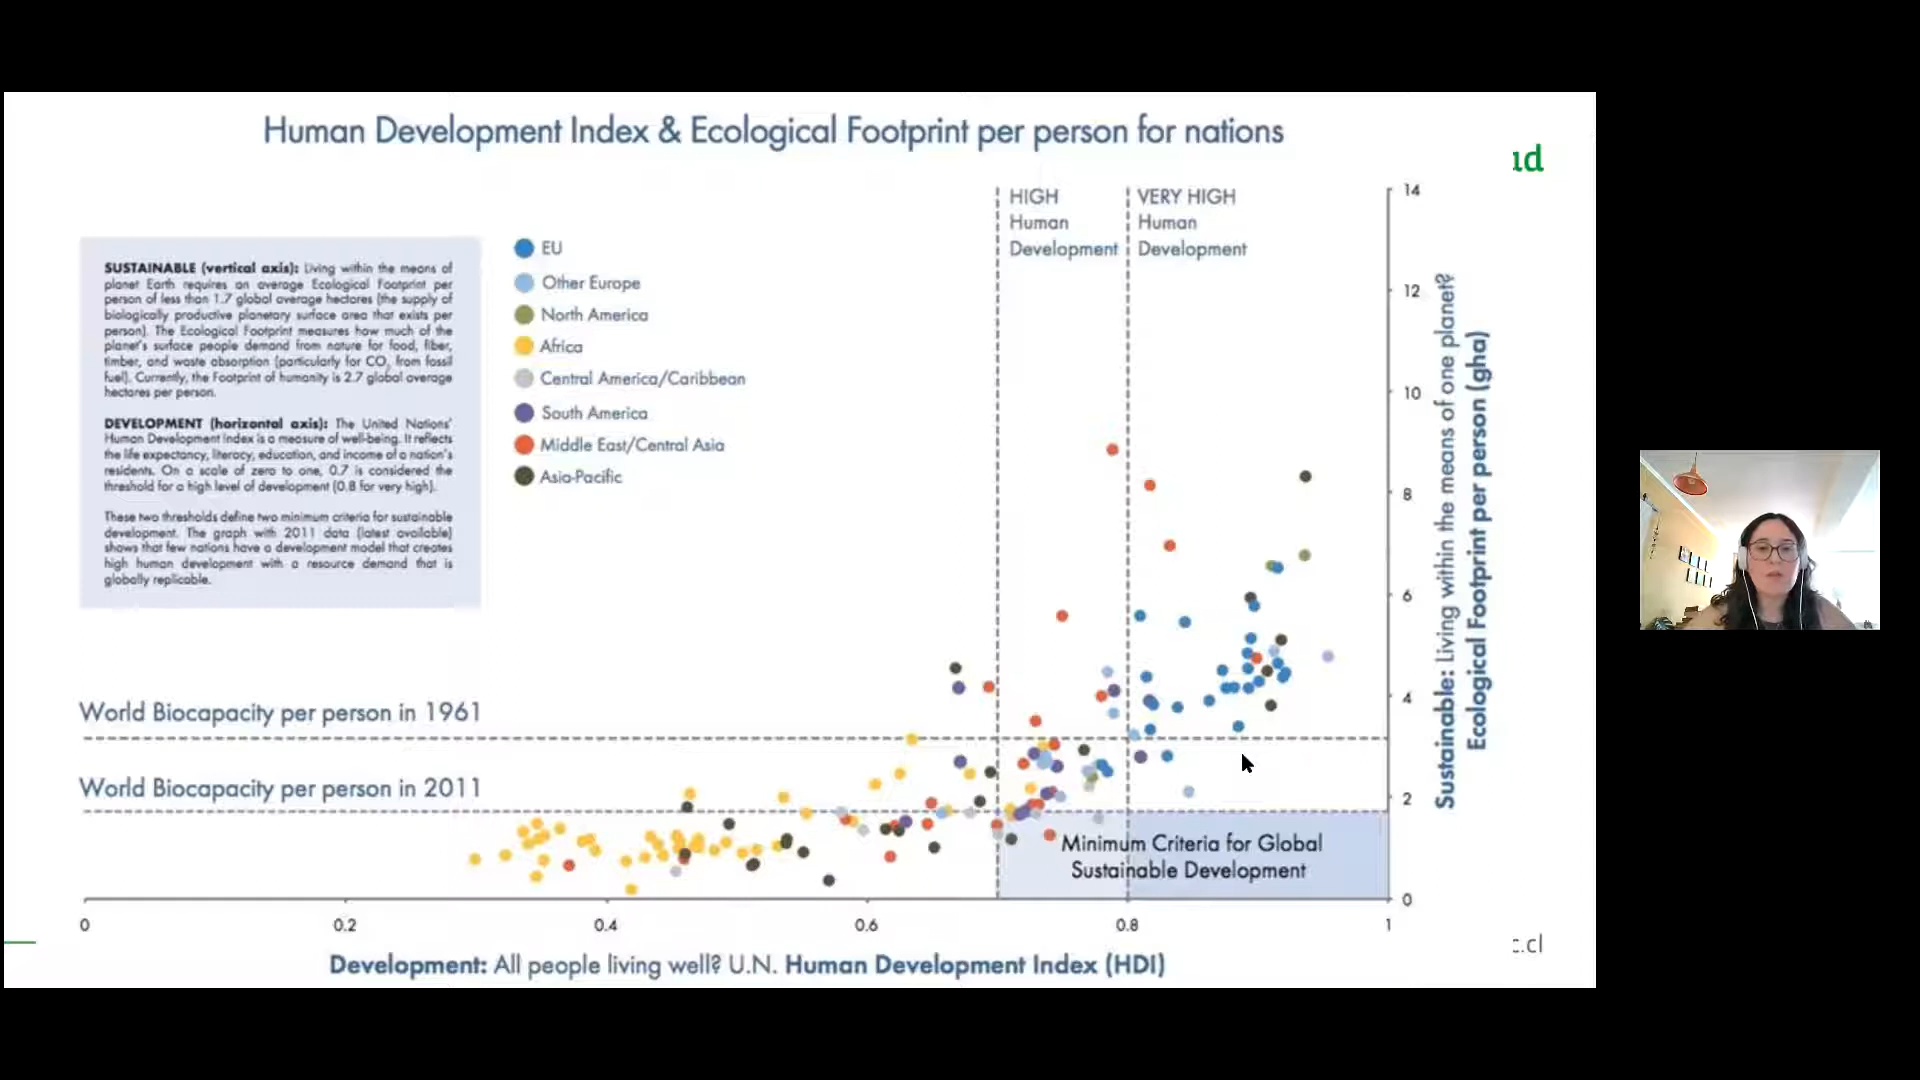 Human Development Index & Ecological Footprint per person for nations
ud
SUSTAINABLE (vertical axis): Living within the means of
planet Earth requires an average Ecological Footprint per
person of less than 1.7 global average hectares (the supply of
biologically productive planetary surface area that exists per
person). The Ecological Footprint measures how much of the
planet's surface people demand from nature for food, fiber,
timber, and waste absorption (particularly for CO2 from fossil
fuel). Currently, the Footprint of humanity is 2.7 global average
hectares per person.
DEVELOPMENT (horizontal axis): The United Nations'
Human Development Index is a measure of well-being. It reflects
the life expectancy, literacy, education, and income of a nation's
residents. On a scale of zero to one, 0.7 is considered the
threshold for a high level of development (0.8 for very high).
These two thresholds define two minimum criteria for sustainable
development. The graph with 2011 data (latest available)
shows that few nations have a development model that creates
high human development with a resource demand that is
globally replicable.
EU
Other Europe
North America
Africa
Central America/Caribbean
South America
Middle East/Central Asia
Asia-Pacific
HIGH
Human
Development
VERY HIGH
Human
Development
14
12
10
8
6
4
2
0
Sustainable: Living within the means of one planet?
Ecological Footprint per person (gha)
World Biocapacity per person in 1961
World Biocapacity per person in 2011
Minimum Criteria for Global
Sustainable Development
0
0.2
0.4
0.6
0.8
1
Development: All people living well? U.N. Human Development Index (HDI)
c.cl